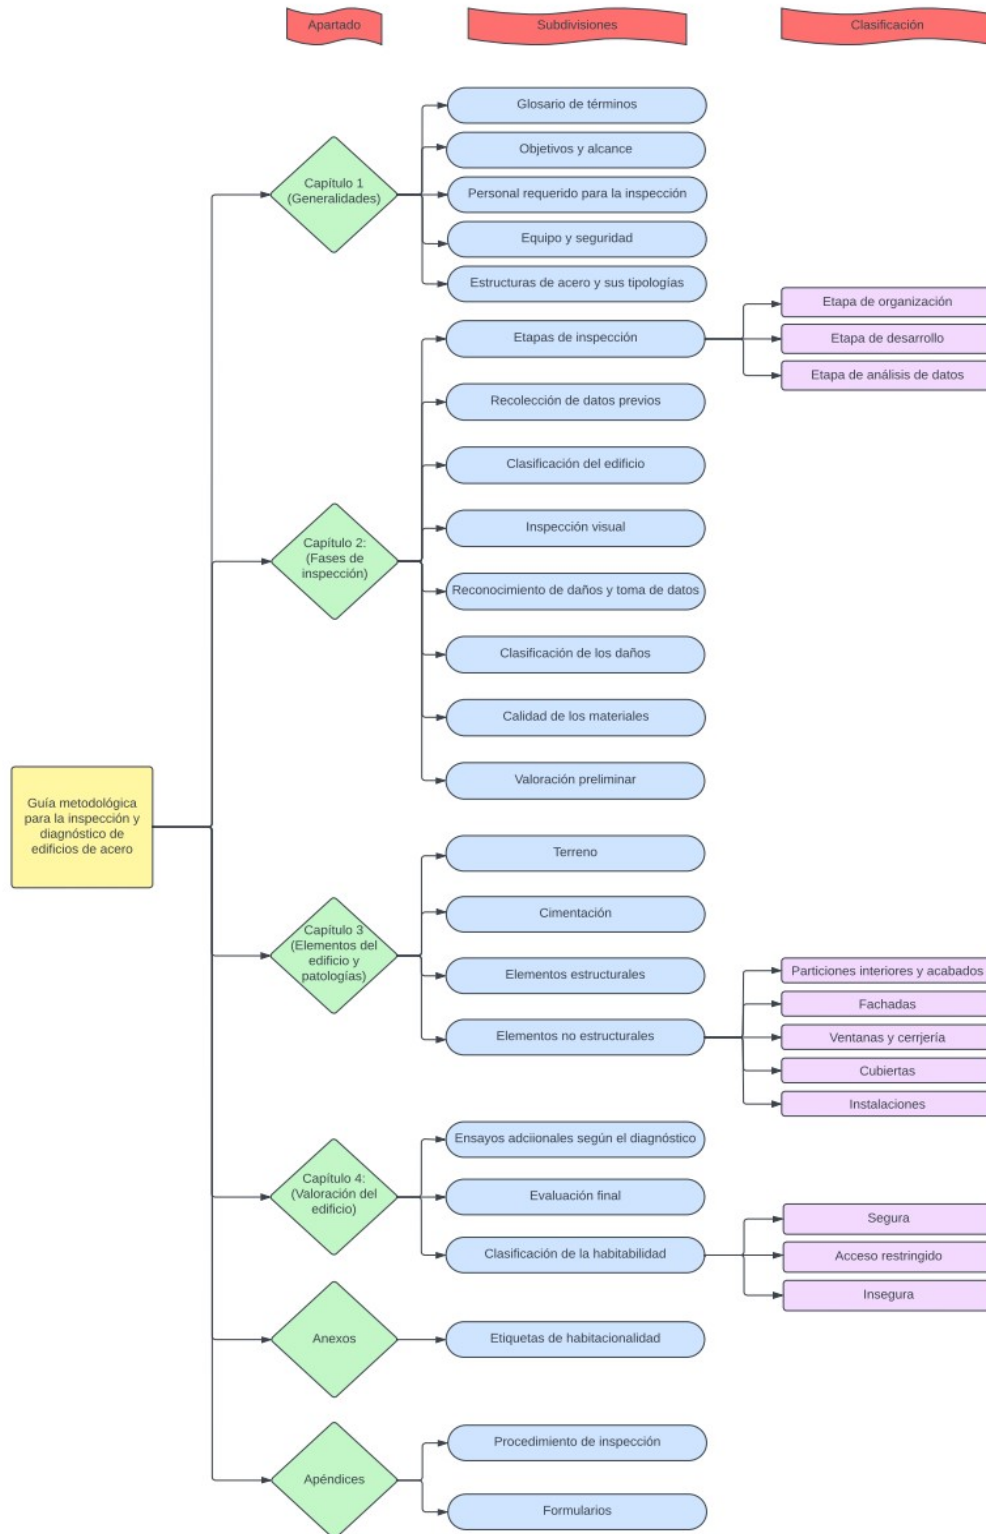 Apartado
Subdivisiones
Clasificación
Guía metodológica
para la inspección y
diagnóstico de
edificios de acero
Capítulo 1
(Generalidades)
Glosario de términos
Objetivos y alcance
Personal requerido para la inspección
Equipo y seguridad
Estructuras de acero y sus tipologías
Capítulo 2:
(Fases de
inspección)
Etapas de inspección
Etapa de organización
Etapa de desarrollo
Etapa de análisis de datos
Recolección de datos previos
Clasificación del edificio
Inspección visual
Reconocimiento de daños y toma de datos
Clasificación de los daños
Calidad de los materiales
Valoración preliminar
Capítulo 3
(Elementos del
edificio y
patologías)
Terreno
Cimentación
Elementos estructurales
Elementos no estructurales
Particiones interiores y acabados
Fachadas
Ventanas y cerrjería
Cubiertas
Instalaciones
Capítulo 4:
(Valoración del
edificio)
Ensayos adciionales según el diagnóstico
Evaluación final
Clasificación de la habitabilidad
Segura
Acceso restringido
Insegura
Anexos
Etiquetas de habitacionalidad
Apéndices
Procedimiento de inspección
Formularios